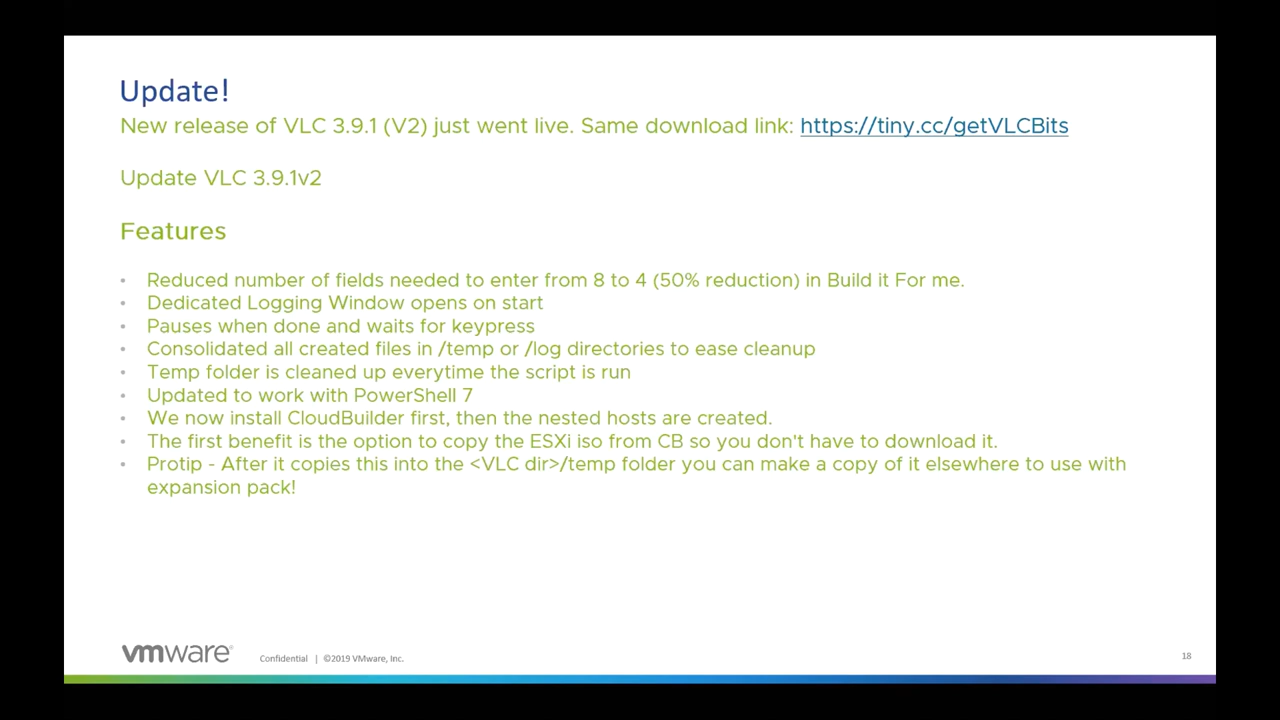 Update!
New release of VLC 3.9.1 (V2) just went live. Same download link: https://tiny.cc/getVLCBits
Update VLC 3.9.1v2
Features
• Reduced number of fields needed to enter from 8 to 4 (50% reduction) in Build it For me.
• Dedicated Logging Window opens on start
• Pauses when done and waits for keypress
• Consolidated all created files in /temp or /log directories to ease cleanup
• Temp folder is cleaned up everytime the script is run
• Updated to work with PowerShell 7
• We now install CloudBuilder first, then the nested hosts are created.
• The first benefit is the option to copy the ESXi iso from CB so you don't have to download it.
• Protip - After it copies this into the <VLC dir>/temp folder you can make a copy of it elsewhere to use with
expansion pack!
vmware® Confidential | ©2019 VMware, Inc. 18